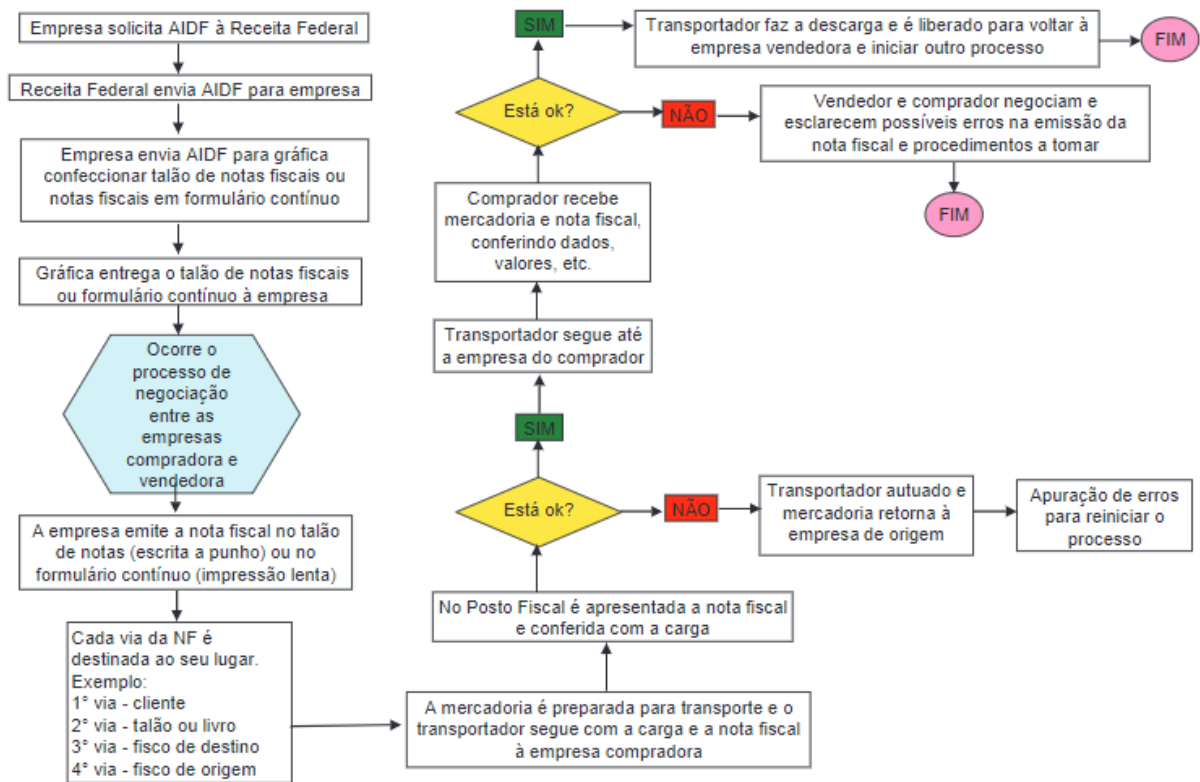 Empresa solicita AIDF à Receita Federal
Receita Federal envia AIDF para empresa
Empresa envia AIDF para gráfica
confeccionar talão de notas fiscais ou
notas fiscais em formulário contínuo
Gráfica entrega o talão de notas fiscais
ou formulário contínuo à empresa
Ocorre o
processo de
negociação
entre as
empresas
compradora e
vendedora
A empresa emite a nota fiscal no talão
de notas (escrita a punho) ou no
formulário contínuo (impressão lenta)
Cada via da NF é
destinada ao seu lugar.
Exemplo:
1° via - cliente
2° via - talão ou livro
3° via - fisco de destino
4° via - fisco de origem
A mercadoria é preparada para transporte e o
transportador segue com a carga e a nota fiscal
à empresa compradora
No Posto Fiscal é apresentada a nota fiscal
e conferida com a carga
Está ok?
NÃO
Transportador autuado e
mercadoria retorna à
empresa de origem
Apuração de erros
para reiniciar o
processo
SIM
Transportador segue até
a empresa do comprador
Comprador recebe
mercadoria e nota fiscal,
conferindo dados,
valores, etc.
Está ok?
NÃO
Vendedor e comprador negociam e
esclarecem possíveis erros na emissão da
nota fiscal e procedimentos a tomar
FIM
SIM
Transportador faz a descarga e é liberado para voltar à
empresa vendedora e iniciar outro processo
FIM